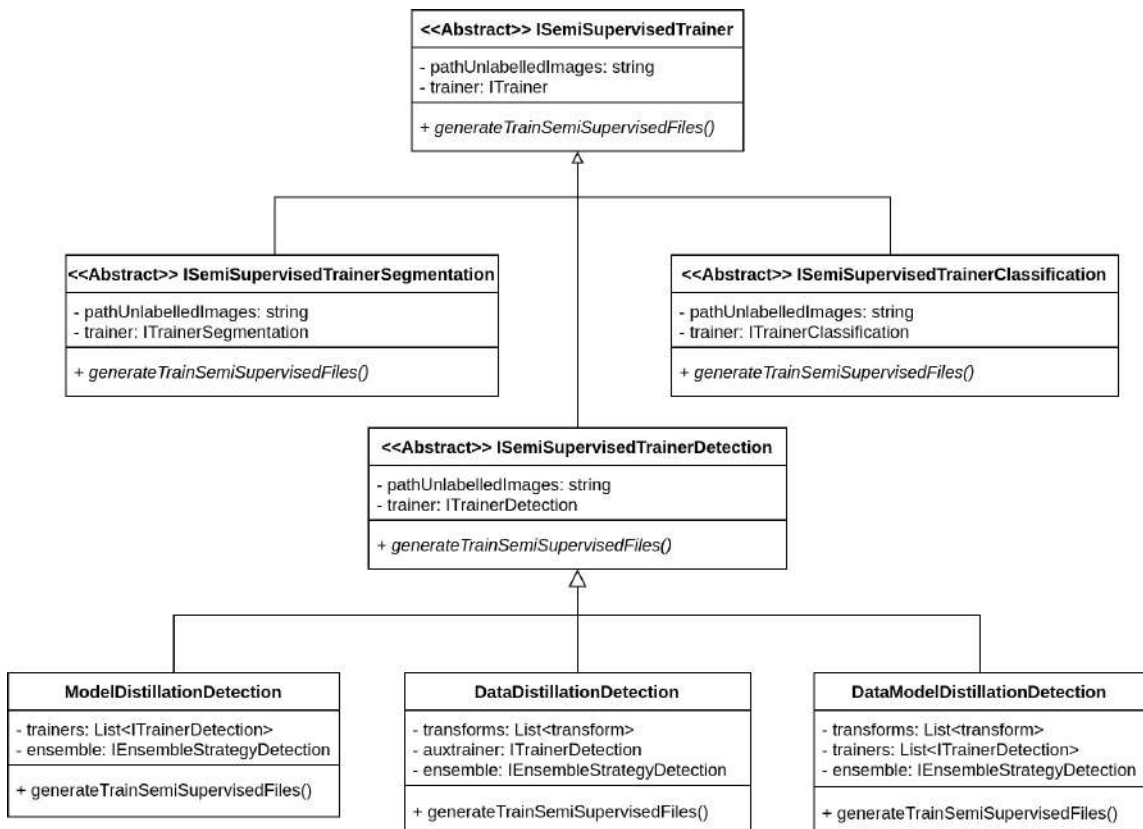 <<Abstract>> ISemiSupervisedTrainer
- pathUnlabelledImages: string
- trainer: ITrainer
+ generateTrainSemiSupervisedFiles()
<<Abstract>> ISemiSupervisedTrainerSegmentation
- pathUnlabelledImages: string
- trainer: ITrainerSegmentation
+ generateTrainSemiSupervisedFiles()
<<Abstract>> ISemiSupervisedTrainerClassification
- pathUnlabelledImages: string
- trainer: ITrainerClassification
+ generateTrainSemiSupervisedFiles()
<<Abstract>> ISemiSupervisedTrainerDetection
- pathUnlabelledImages: string
- trainer: ITrainerDetection
+ generateTrainSemiSupervisedFiles()
ModelDistillationDetection
- trainers: List<ITrainerDetection>
- ensemble: IEnsembleStrategyDetection
+ generateTrainSemiSupervisedFiles()
DataDistillationDetection
- transforms: List<transform>
- auxtrainer: ITrainerDetection
- ensemble: IEnsembleStrategyDetection
+ generateTrainSemiSupervisedFiles()
DataModelDistillationDetection
- transforms: List<transform>
- trainers: List<ITrainerDetection>
- ensemble: IEnsembleStrategyDetection
+ generateTrainSemiSupervisedFiles()